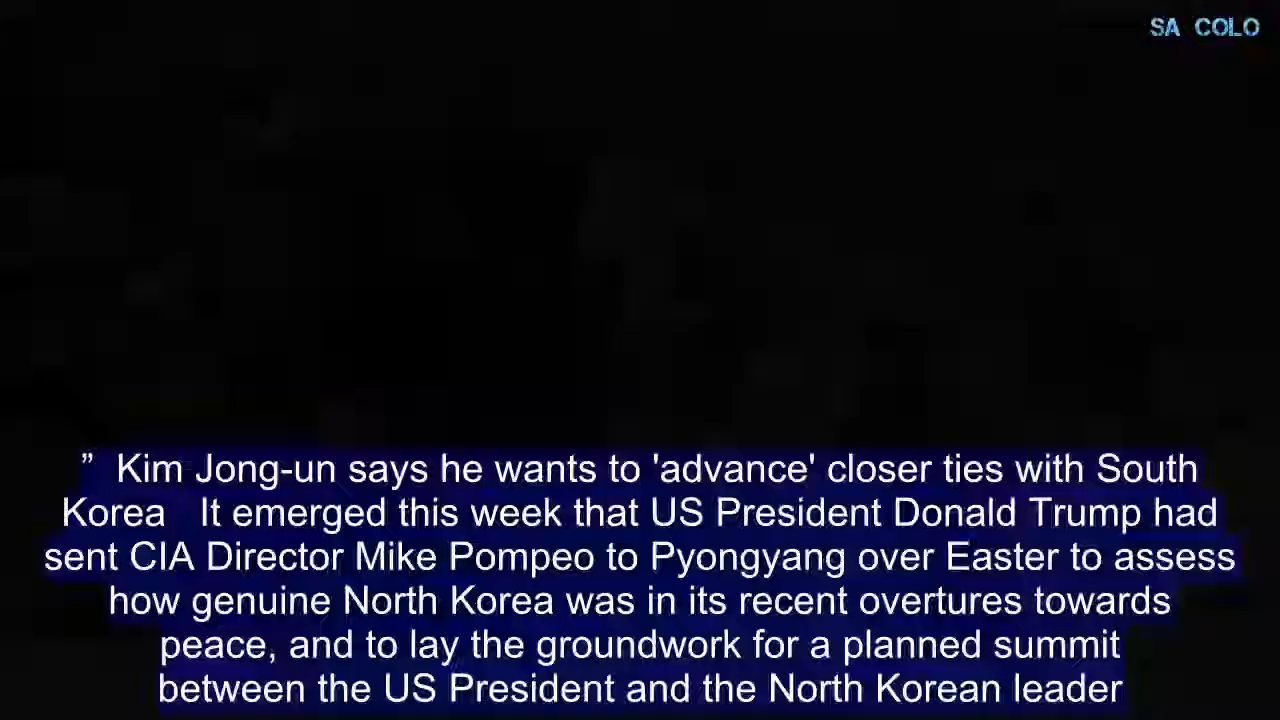 SA COLO
” Kim Jong-un says he wants to 'advance' closer ties with South
Korea It emerged this week that US President Donald Trump had
sent CIA Director Mike Pompeo to Pyongyang over Easter to assess
how genuine North Korea was in its recent overtures towards
peace, and to lay the groundwork for a planned summit
between the US President and the North Korean leader